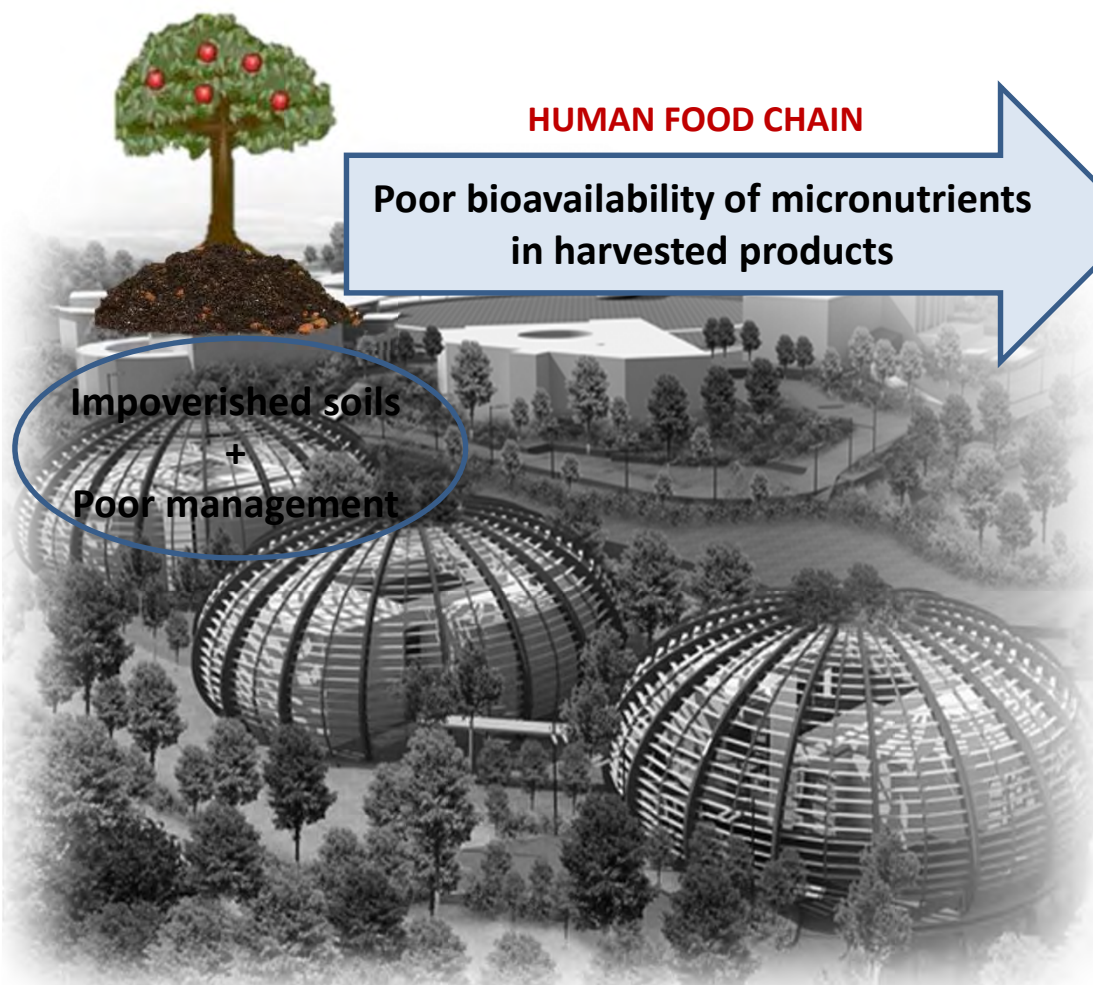 HUMAN FOOD CHAIN
Poor bioavailability of micronutrients
in harvested products
Impoverished soils
+
Poor management